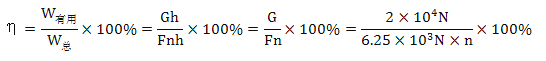 η = W有用/W总 × 100% = Gh/Fnh × 100% = G/Fn × 100% = 2 × 10⁴N/6.25 × 10³N × n × 100%